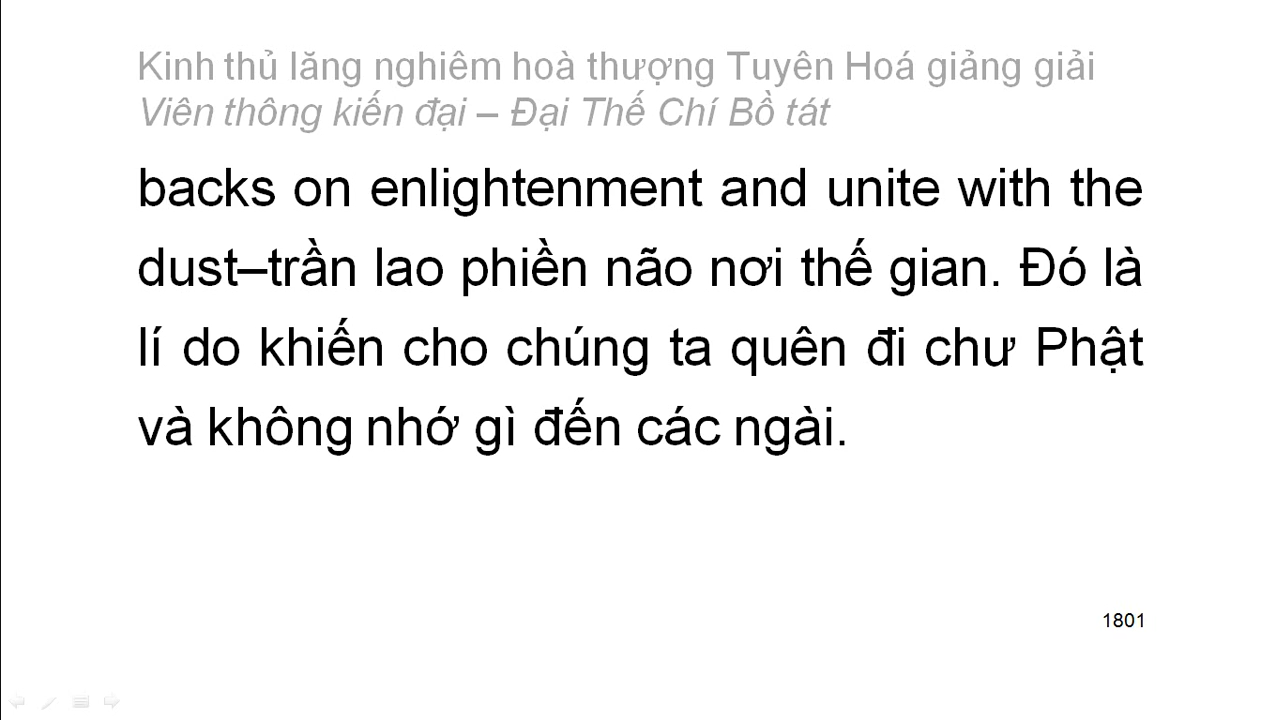 Kinh thủ lăng nghiêm hoà thượng Tuyên Hoá giảng giải
Viên thông kiến đại – Đại Thế Chí Bồ tát
backs on enlightenment and unite with the
dust–trần lao phiền não nơi thế gian. Đó là
lí do khiến cho chúng ta quên đi chư Phật
và không nhớ gì đến các ngài.
1801